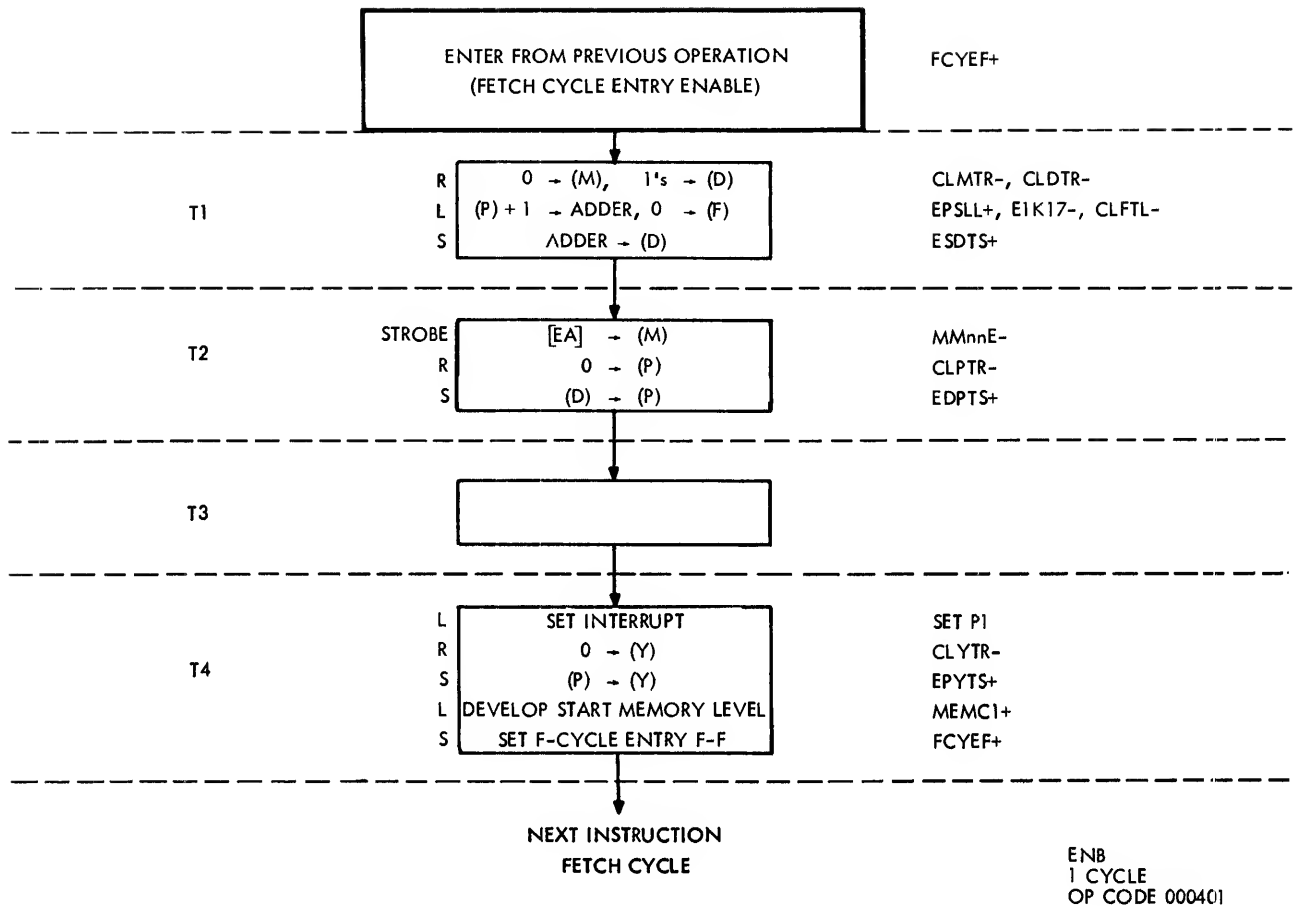 ENTER FROM PREVIOUS OPERATION FCYEF+
(FETCH CYCLE ENTRY ENABLE)
R 0 → (M), 1's → (D) CLMTR-, CLDTR-
T1 L (P) + 1 → ADDER, 0 → (F) EPSLL+, E1K17-, CLFTL-
S ADDER → (D) ESDTS+
STROBE [EA] → (M) MMnnE-
T2 R 0 → (P) CLPTR-
S (D) → (P) EDPTS+
T3
L SET INTERRUPT SET P1
R 0 → (Y) CLYTR-
T4 S (P) → (Y) EPYTS+
L DEVELOP START MEMORY LEVEL MEMC1+
S SET F-CYCLE ENTRY F-F FCYEF+
NEXT INSTRUCTION
FETCH CYCLE
ENB
1 CYCLE
OP CODE 000401